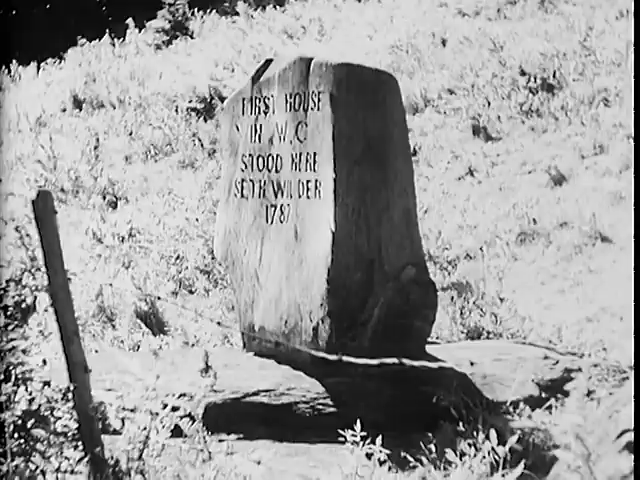 FIRST HOUSE
IN W.C
STOOD HERE
SETH WILDER
1787